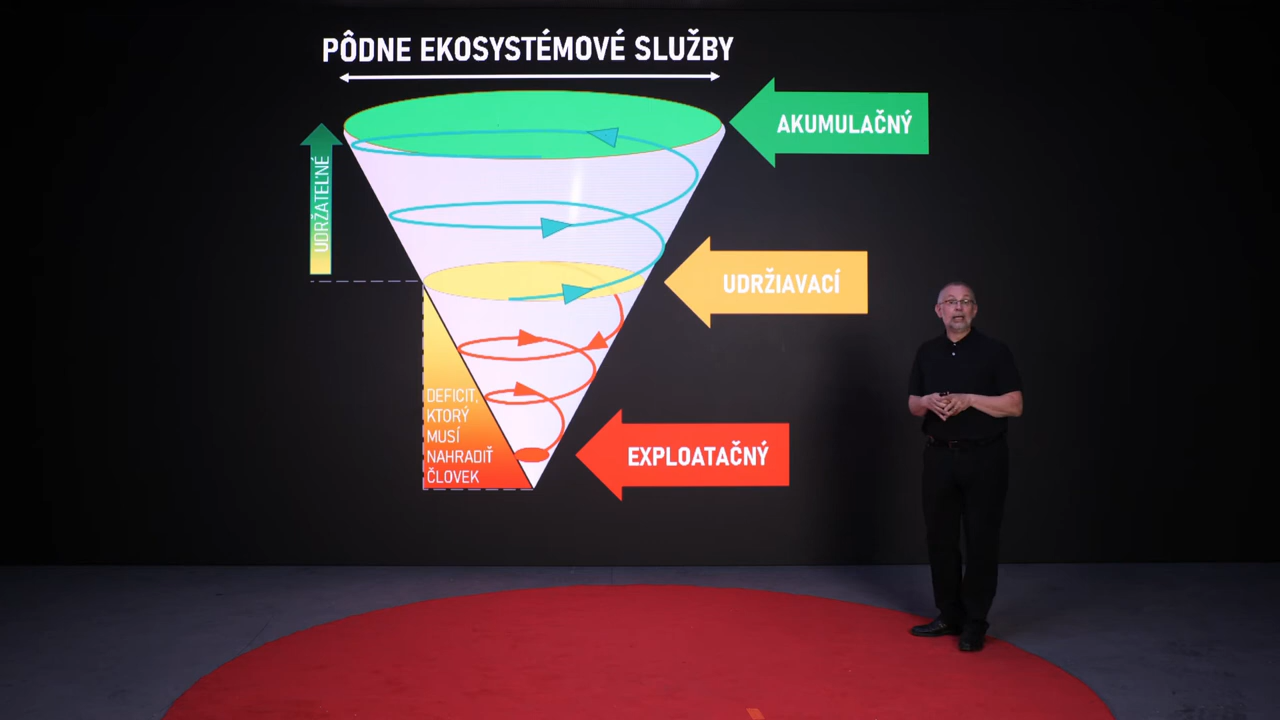 PÔDNE EKOSYSTÉMOVÉ SLUŽBY
AKUMULAČNÝ
UDRŽATEĽNÉ
UDRŽIAVACÍ
DEFICIT,
KTORÝ
MUSÍ
NAHRADIŤ
ČLOVEK
EXPLOATAČNÝ